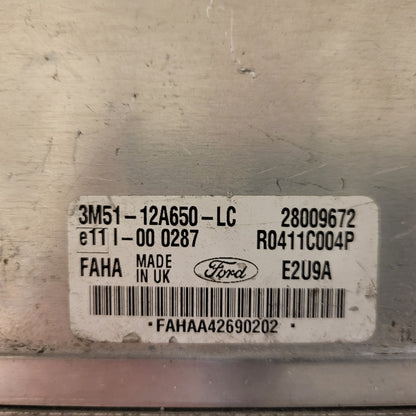 3M51-12A650-LC 28009672
e11 I-00 0287 R0411C004P
FAHA MADE IN UK Ford E2U9A
·FAHAA42690202·